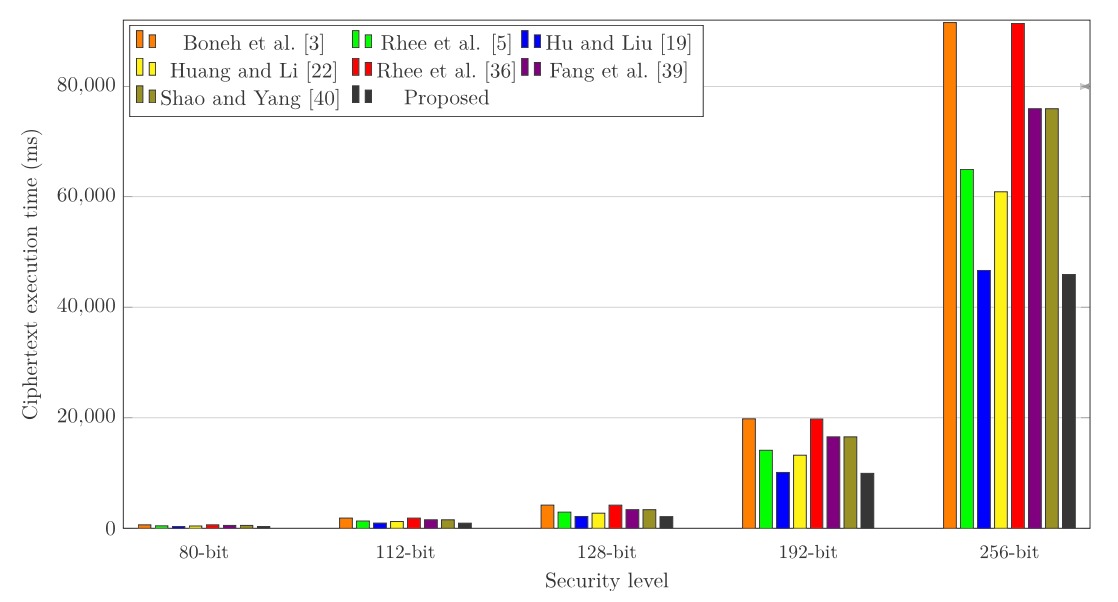 Boneh et al. [3] Rhee et al. [5] Hu and Liu [19]
Huang and Li [22] Rhee et al. [36] Fang et al. [39]
Shao and Yang [40] Proposed
80,000
60,000
40,000
20,000
0
Ciphertext execution time (ms)
80-bit 112-bit 128-bit 192-bit 256-bit
Security level